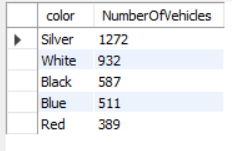 color NumberOfVehicles
Silver 1272
White 932
Black 587
Blue 511
Red 389